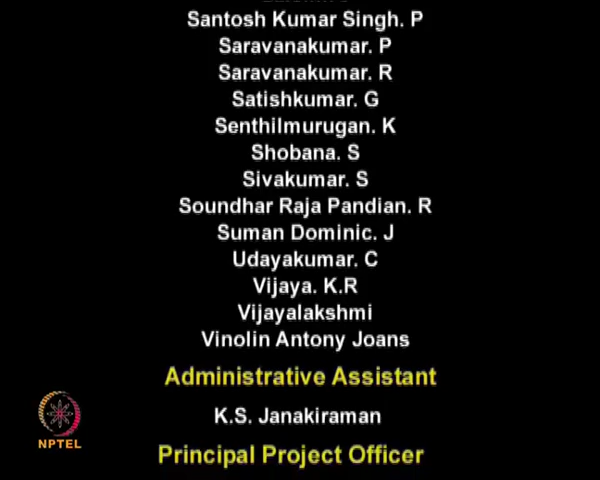 Santosh Kumar Singh. P
Saravanakumar. P
Saravanakumar. R
Satishkumar. G
Senthilmurugan. K
Shobana. S
Sivakumar. S
Soundhar Raja Pandian. R
Suman Dominic. J
Udayakumar. C
Vijaya. K.R
Vijayalakshmi
Vinolin Antony Joans
Administrative Assistant
K.S. Janakiraman
NPTEL
Principal Project Officer